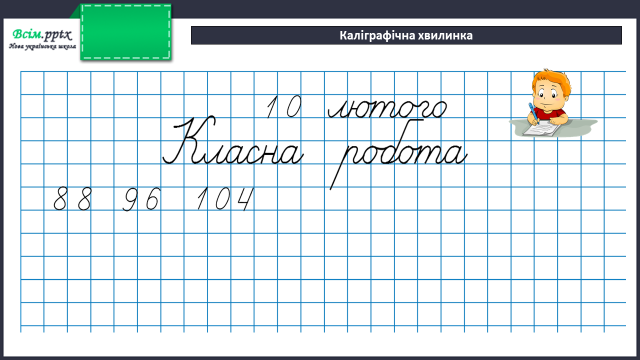 Всім.pptx
Нова українська школа
Каліграфічна хвилинка
10 лютого
Класна робота
88 96 104